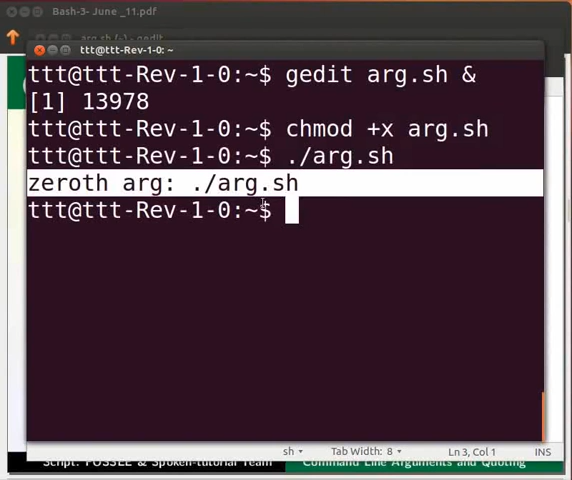 Bash-3- June _11.pdf
arg.sh (~) - gedit
ttt@ttt-Rev-1-0: ~
ttt@ttt-Rev-1-0:~$ gedit arg.sh &
[1] 13978
ttt@ttt-Rev-1-0:~$ chmod +x arg.sh
ttt@ttt-Rev-1-0:~$ ./arg.sh
zeroth arg: ./arg.sh
ttt@ttt-Rev-1-0:~$
sh Tab Width: 8 Ln 3, Col 1 INS
Script: FOSSEE & Spoken-tutorial Team Command Line Arguments and Quoting